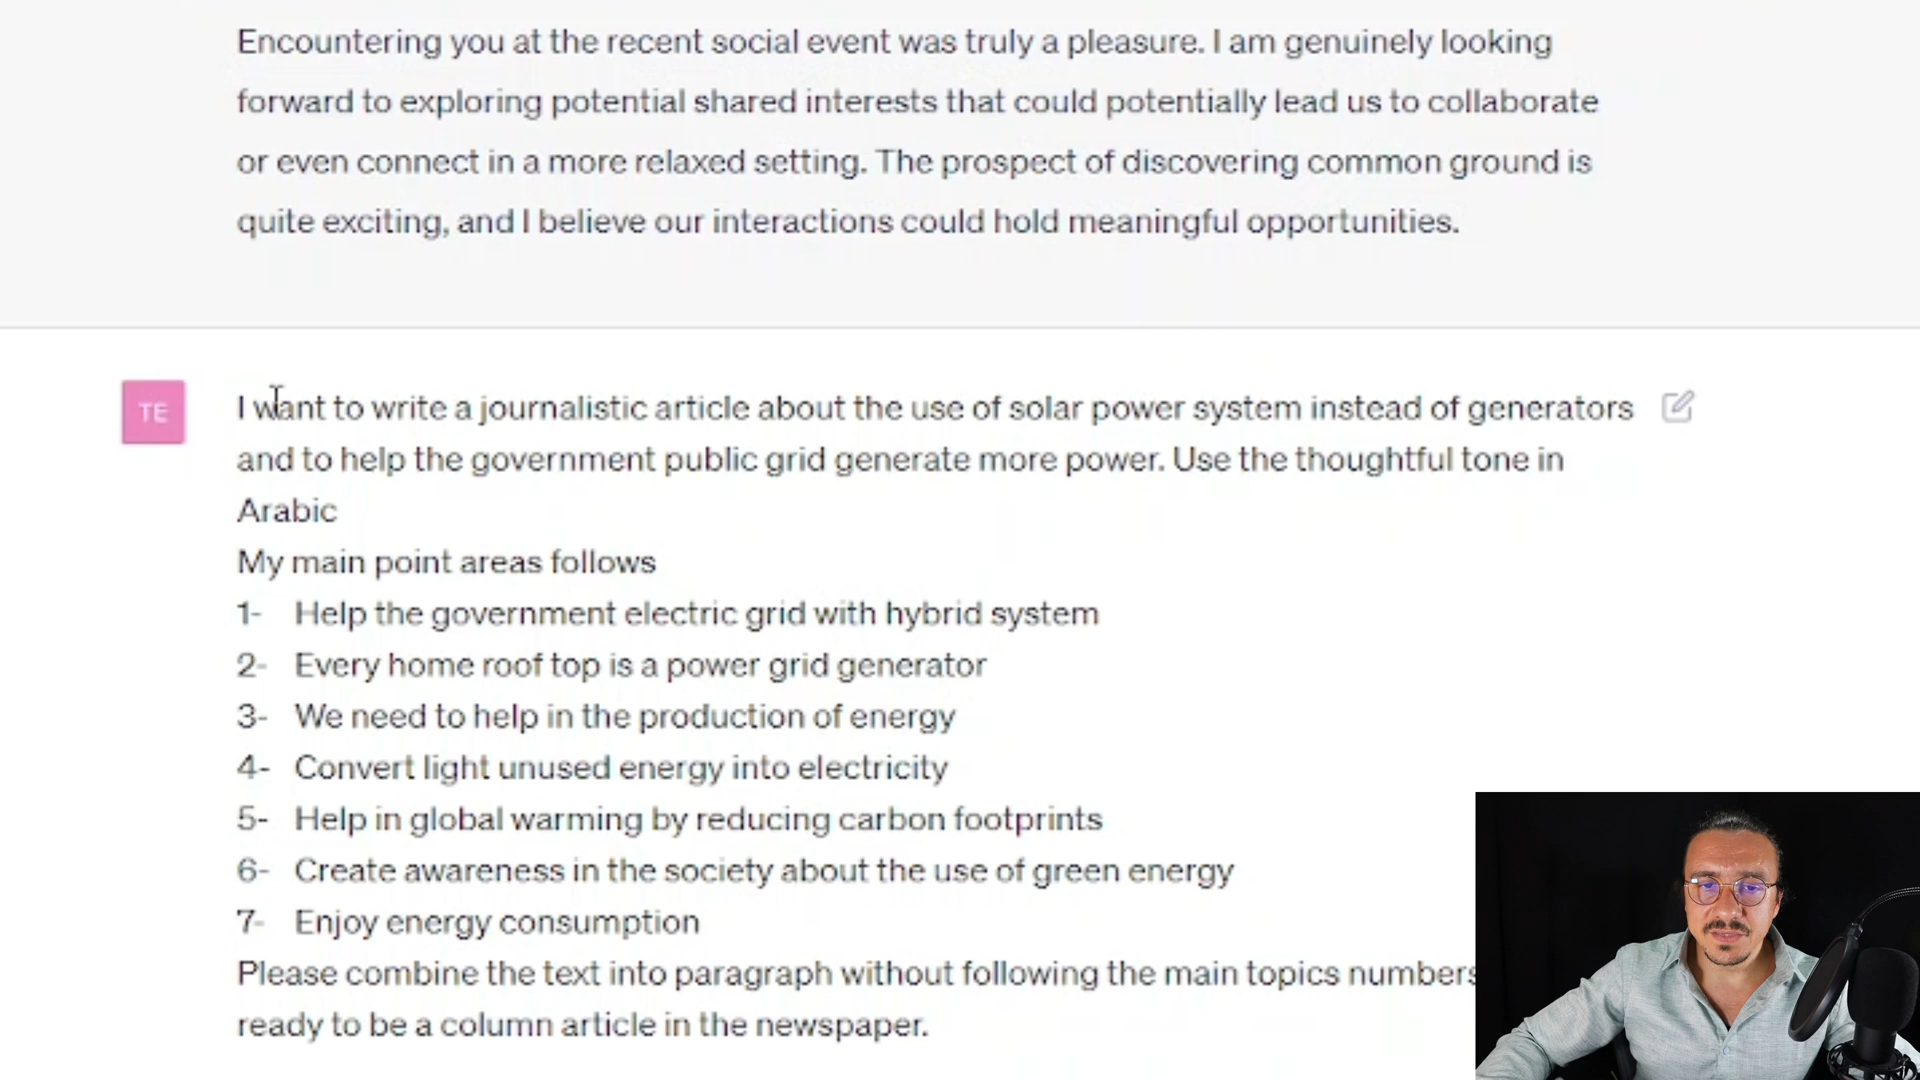 Encountering you at the recent social event was truly a pleasure. I am genuinely looking
forward to exploring potential shared interests that could potentially lead us to collaborate
or even connect in a more relaxed setting. The prospect of discovering common ground is
quite exciting, and I believe our interactions could hold meaningful opportunities.
TE
I want to write a journalistic article about the use of solar power system instead of generators
and to help the government public grid generate more power. Use the thoughtful tone in
Arabic
My main point areas follows
1- Help the government electric grid with hybrid system
2- Every home roof top is a power grid generator
3- We need to help in the production of energy
4- Convert light unused energy into electricity
5- Help in global warming by reducing carbon footprints
6- Create awareness in the society about the use of green energy
7- Enjoy energy consumption
Please combine the text into paragraph without following the main topics numbers
ready to be a column article in the newspaper.